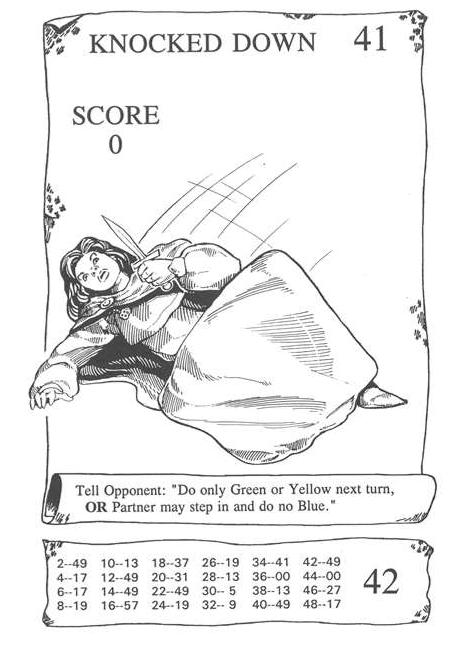 KNOCKED DOWN 41
SCORE
0
Tell Opponent: "Do only Green or Yellow next turn,
OR Partner may step in and do no Blue."
2--49 10--13 18--37 26--19 34--41 42--49
4--17 12--49 20--31 28--13 36--00 44--00
6--17 14--49 22--49 30-- 5 38--13 46--27
8--19 16--57 24--19 32-- 9 40--49 48--17
42